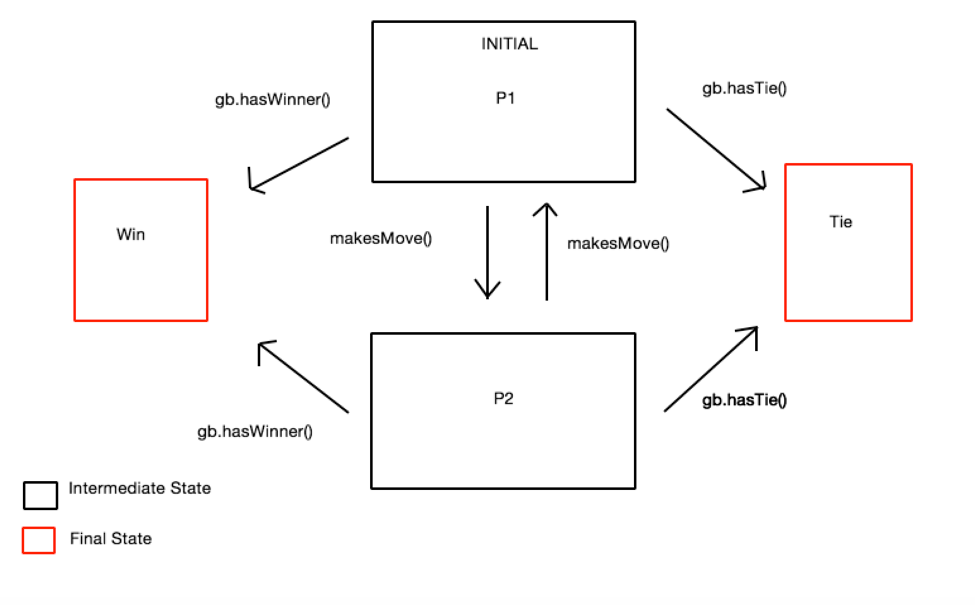 INITIAL
P1
gb.hasWinner()
gb.hasTie()
Win
makesMove()
makesMove()
Tie
P2
gb.hasWinner()
gb.hasTie()
Intermediate State
Final State